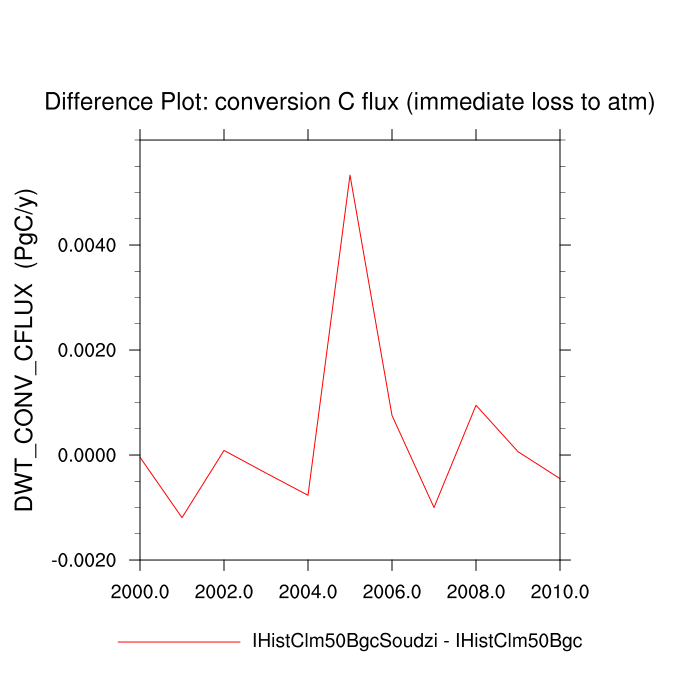 Difference Plot: conversion C flux (immediate loss to atm)
DWT_CONV_CFLUX (PgC/y)
0.0040
0.0020
0.0000
-0.0020
2000.0 2002.0 2004.0 2006.0 2008.0 2010.0
IHistClm50BgcSoudzi - IHistClm50Bgc